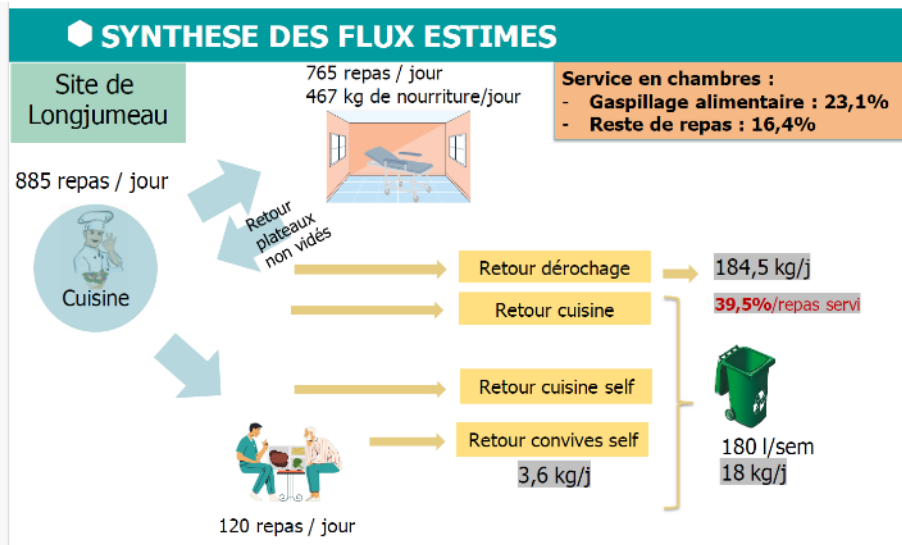 SYNTHESE DES FLUX ESTIMES
Site de
Longjumeau
765 repas / jour
467 kg de nourriture/jour
Service en chambres :
- Gaspillage alimentaire : 23,1%
- Reste de repas : 16,4%
885 repas / jour
Cuisine
Retour
plateaux
non vidés
Retour dérochage
184,5 kg/j
39,5%/repas servi
Retour cuisine
Retour cuisine self
Retour convives self
3,6 kg/j
180 l/sem
18 kg/j
120 repas / jour